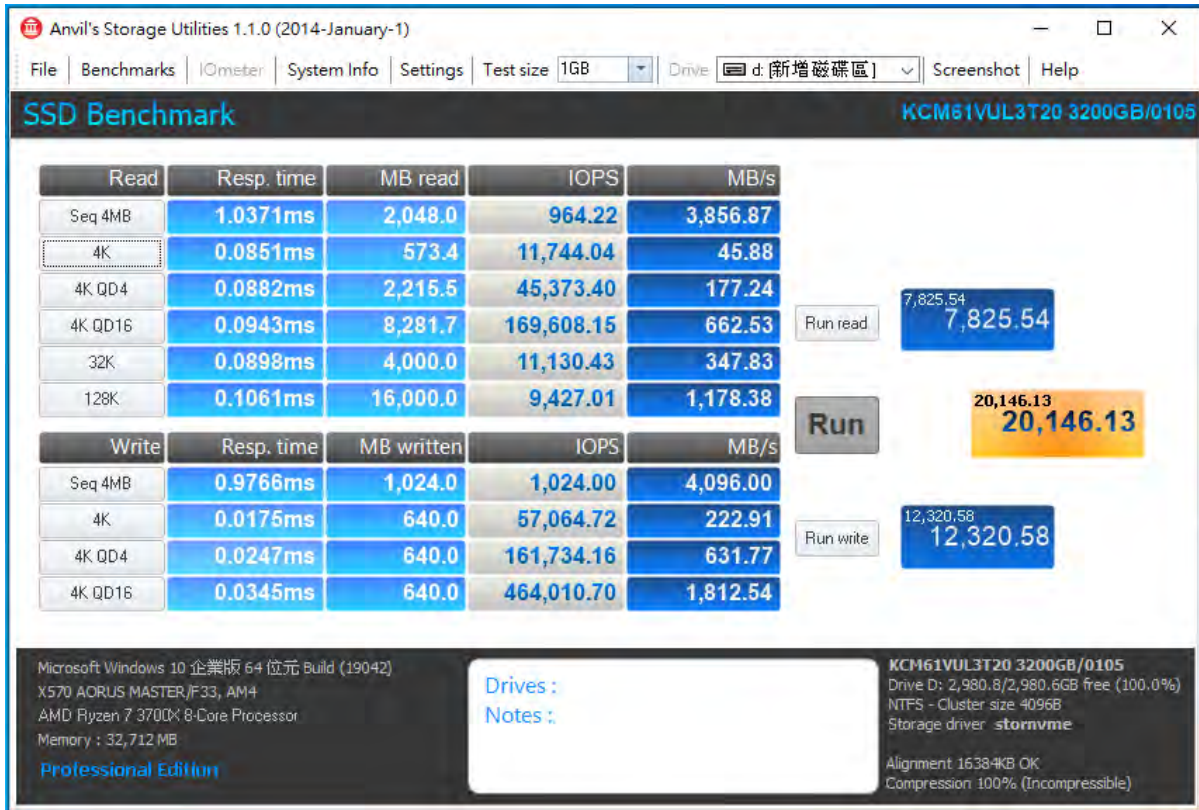 Anvil's Storage Utilities 1.1.0 (2014-January-1)
File Benchmarks IOmeter System Info Settings Test size 1GB Drive d: [新增磁碟區] Screenshot Help
SSD Benchmark KCM61VUL3T20 3200GB/0105
Read Resp. time MB read IOPS MB/s
Seq 4MB 1.0371ms 2,048.0 964.22 3,856.87
4K 0.0851ms 573.4 11,744.04 45.88
4K QD4 0.0882ms 2,215.5 45,373.40 177.24
4K QD16 0.0943ms 8,281.7 169,608.15 662.53
32K 0.0898ms 4,000.0 11,130.43 347.83
128K 0.1061ms 16,000.0 9,427.01 1,178.38
Run read
7,825.54
7,825.54
Run
20,146.13
20,146.13
Write Resp. time MB written IOPS MB/s
Seq 4MB 0.9766ms 1,024.0 1,024.00 4,096.00
4K 0.0175ms 640.0 57,064.72 222.91
4K QD4 0.0247ms 640.0 161,734.16 631.77
4K QD16 0.0345ms 640.0 464,010.70 1,812.54
Run write
12,320.58
12,320.58
Microsoft Windows 10 企業版 64 位元 Build (19042)
X570 AORUS MASTER/F33, AM4
AMD Ryzen 7 3700X 8-Core Processor
Memory : 32,712 MB
Professional Edition
Drives :
Notes :
KCM61VUL3T20 3200GB/0105
Drive D: 2,980.8/2,980.6GB free (100.0%)
NTFS - Cluster size 4096B
Storage driver stornvme
Alignment 16384KB OK
Compression 100% (Incompressible)